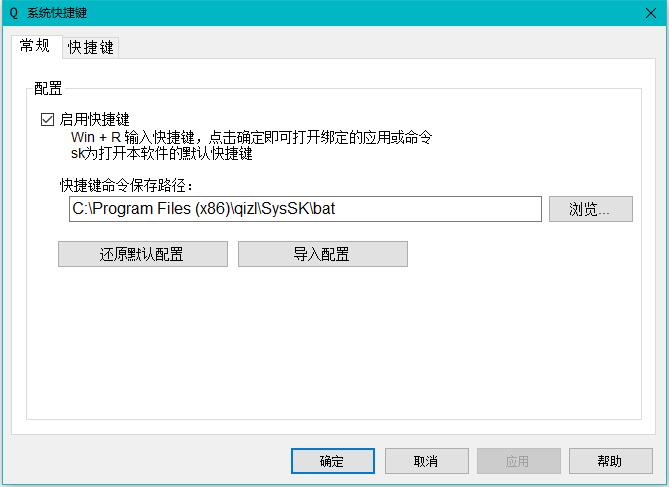 Q 系统快捷键
常规 快捷键
配置
启用快捷键
Win + R 输入快捷键，点击确定即可打开绑定的应用或命令
sk为打开本软件的默认快捷键
快捷键命令保存路径：
C:\Program Files (x86)\qizl\SysSK\bat 浏览...
还原默认配置 导入配置
确定 取消 应用 帮助